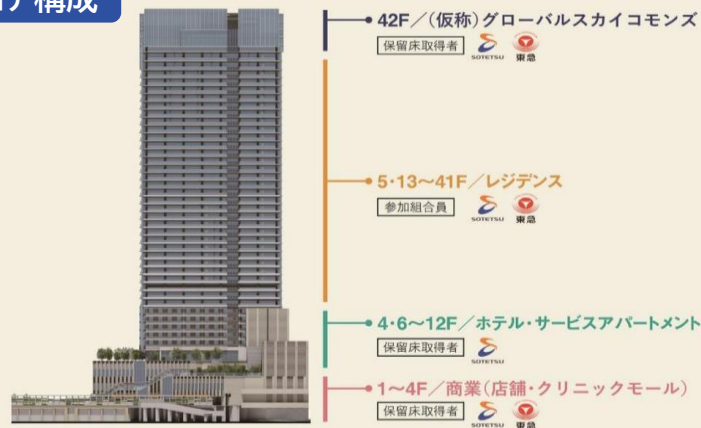 構成
42F／(仮称)グローバルスカイコモンズ
保留床取得者 SOTETSU 東急
5・13～41F／レジデンス
参加組合員 SOTETSU 東急
4・6～12F／ホテル・サービスアパートメント
保留床取得者 SOTETSU
1～4F／商業(店舗・クリニックモール)
保留床取得者 SOTETSU 東急